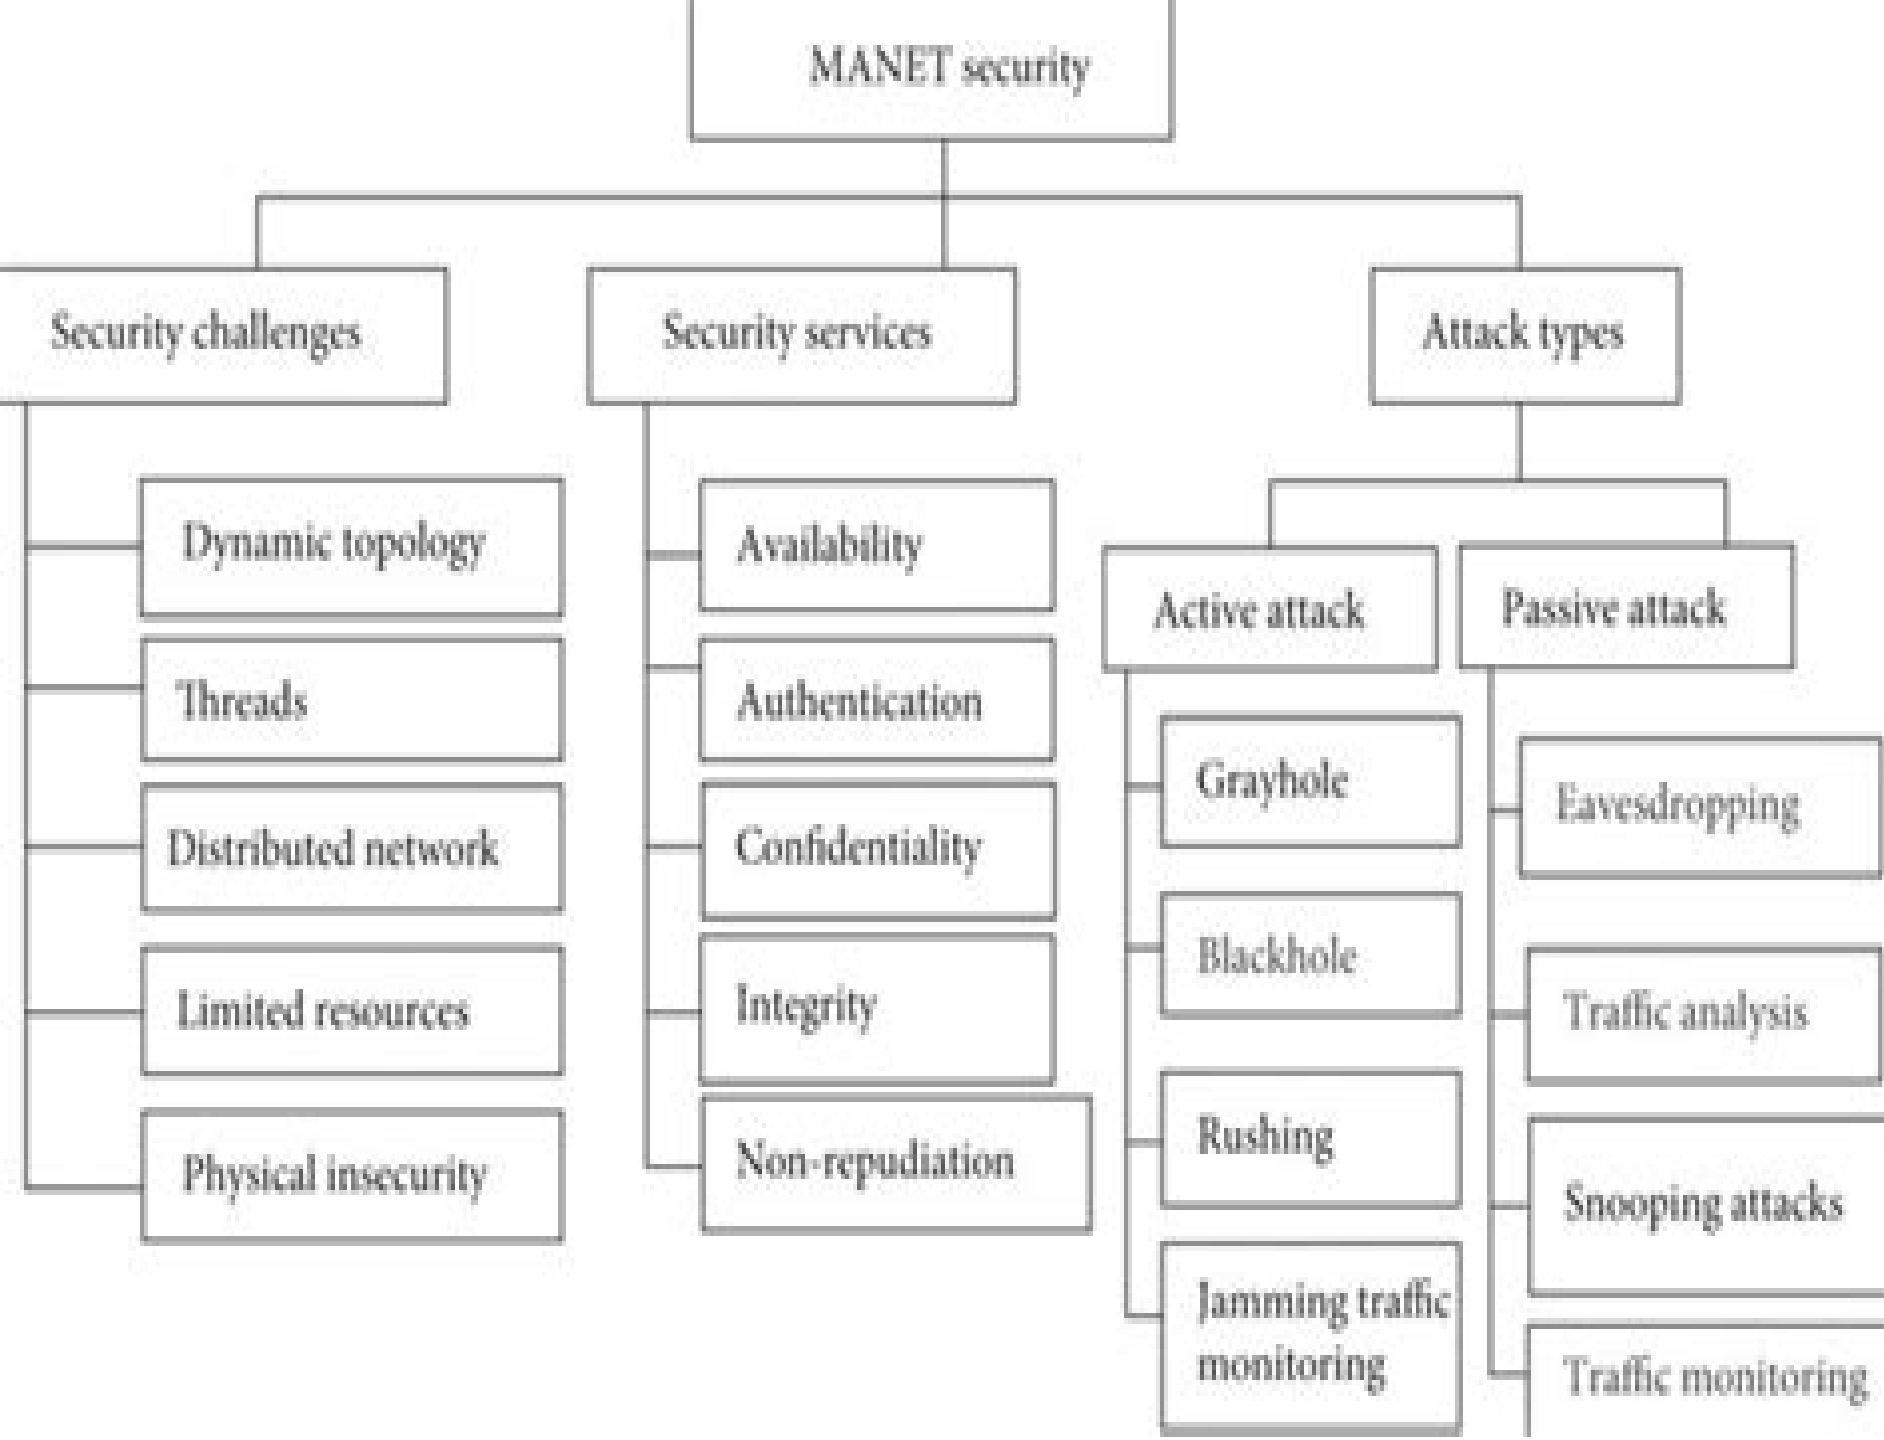 MANET security
Security challenges
Security services
Attack types
Dynamic topology
Threads
Distributed network
Limited resources
Physical insecurity
Availability
Authentication
Confidentiality
Integrity
Non-repudiation
Active attack
Passive attack
Grayhole
Blackhole
Rushing
Jamming traffic
monitoring
Eavesdropping
Traffic analysis
Snooping attacks
Traffic monitoring